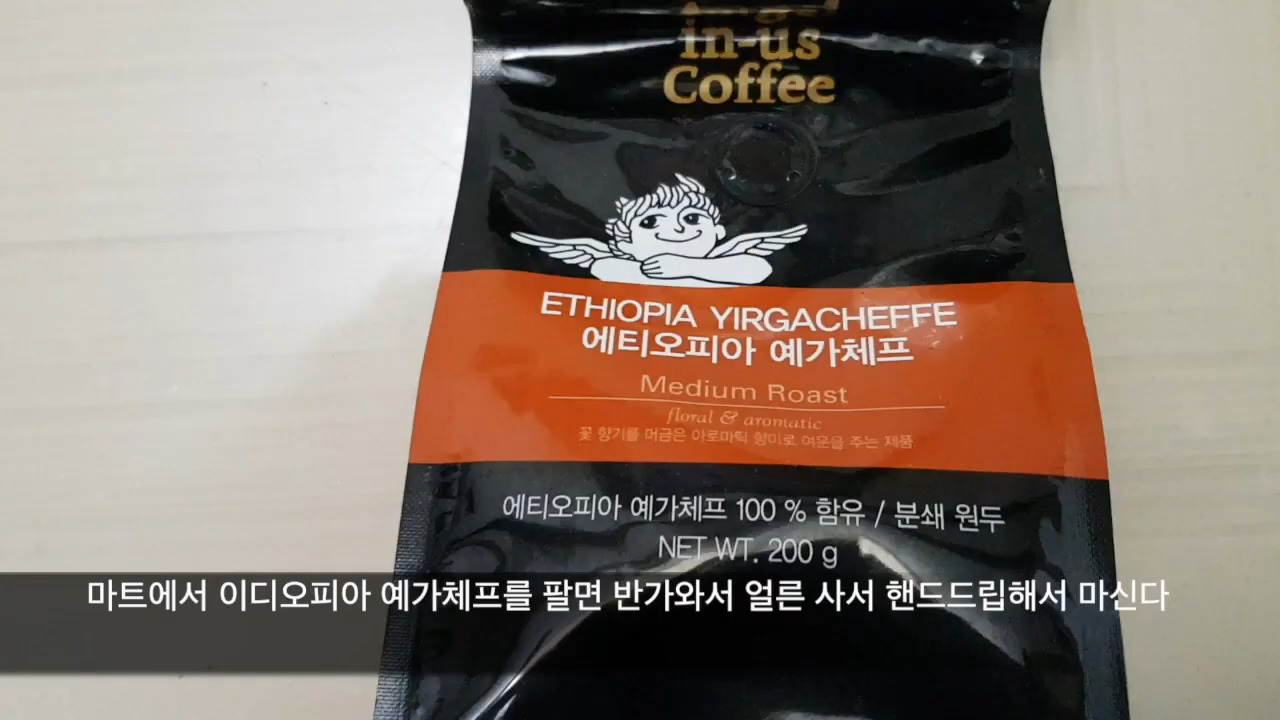 in-us
Coffee
ETHIOPIA YIRGACHEFFE
에티오피아 예가체프
Medium Roast
floral & aromatic
꽃 향기를 머금은 아로마틱 향미로 여운을 주는 제품
에티오피아 예가체프 100 % 함유 / 분쇄 원두
NET WT. 200 g
마트에서 이디오피아 예가체프를 팔면 반가와서 얼른 사서 핸드드립해서 마신다